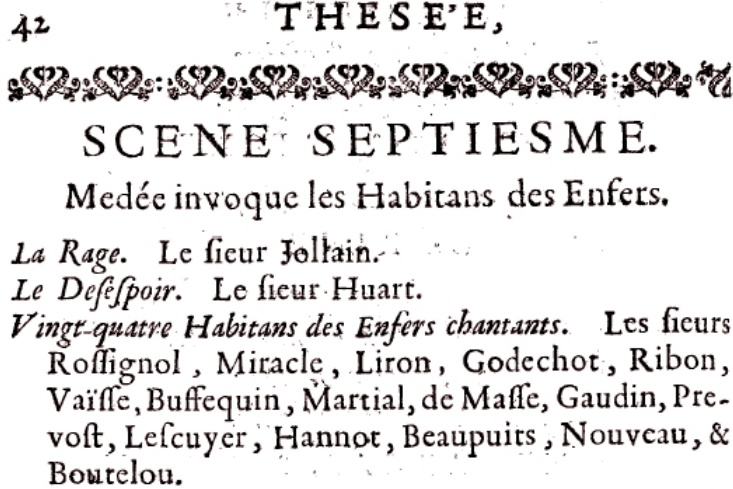 42
THESE'E,
SCENE SEPTIESME.
Medée invoque les Habitans des Enfers.
La Rage. Le ſieur Jollain.
Le Deſeſpoir. Le ſieur Huart.
Vingt-quatre Habitans des Enfers chantants. Les ſieurs
Roſſignol, Miracle, Liron, Godechot, Ribon,
Vaïſſe, Buffequin, Martial, de Maſſe, Gaudin, Pre-
voſt, Leſcuyer, Hannot, Beaupuits, Nouveau, &
Boutelou.